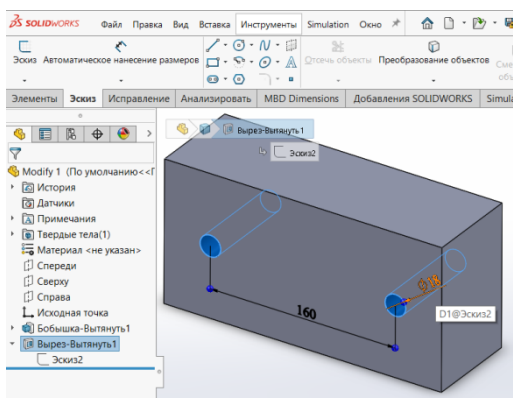 SOLIDWORKS Файл Правка Вид Вставка Инструменты Simulation Окно
Эскиз Автоматическое нанесение размеров Отсечь объекты Преобразование объектов
Элементы Эскиз Исправление Анализировать MBD Dimensions Добавления SOLIDWORKS Simula
Вырез-Вытянуть1
Эскиз2
Modify 1 (По умолчанию<<Г
История
Датчики
Примечания
Твердые тела(1)
Материал <не указан>
Спереди
Сверху
Справа
Исходная точка
Бобышка-Вытянуть1
Вырез-Вытянуть1
Эскиз2
160
18
D1@Эскиз2